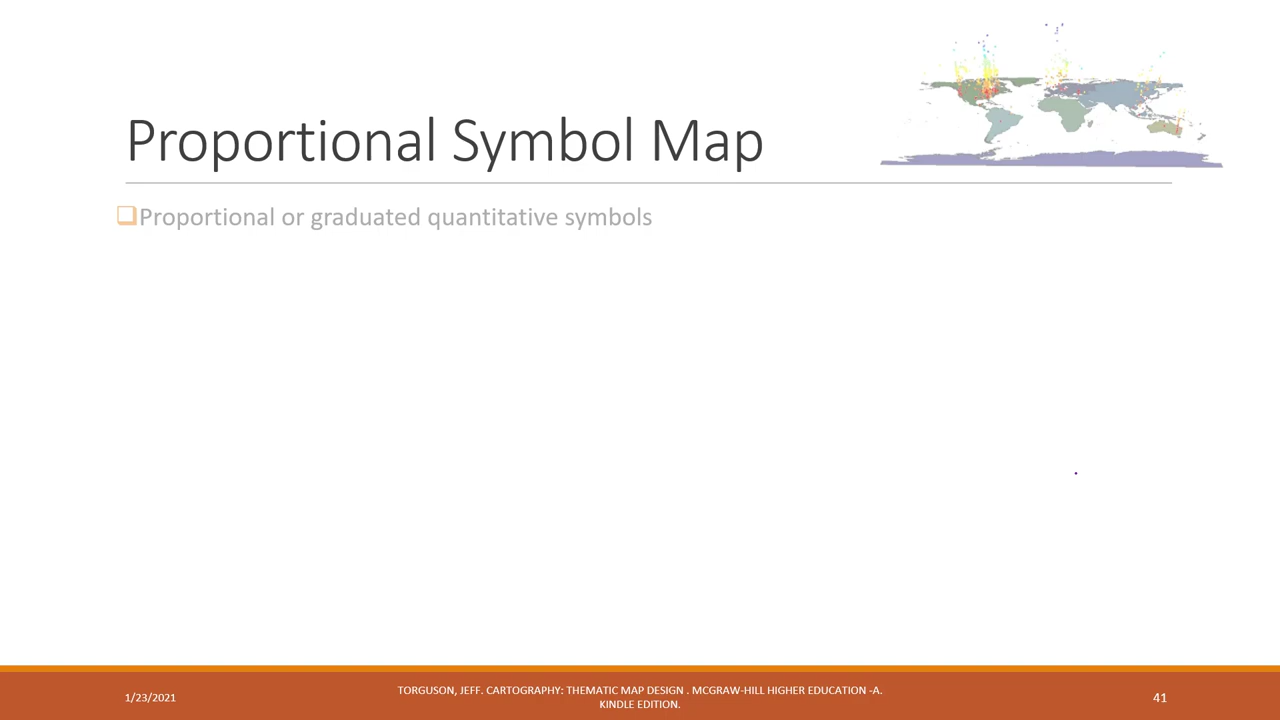 Proportional Symbol Map
Proportional or graduated quantitative symbols
1/23/2021
TORGUSON, JEFF. CARTOGRAPHY: THEMATIC MAP DESIGN . MCGRAW-HILL HIGHER EDUCATION -A.
KINDLE EDITION.
41